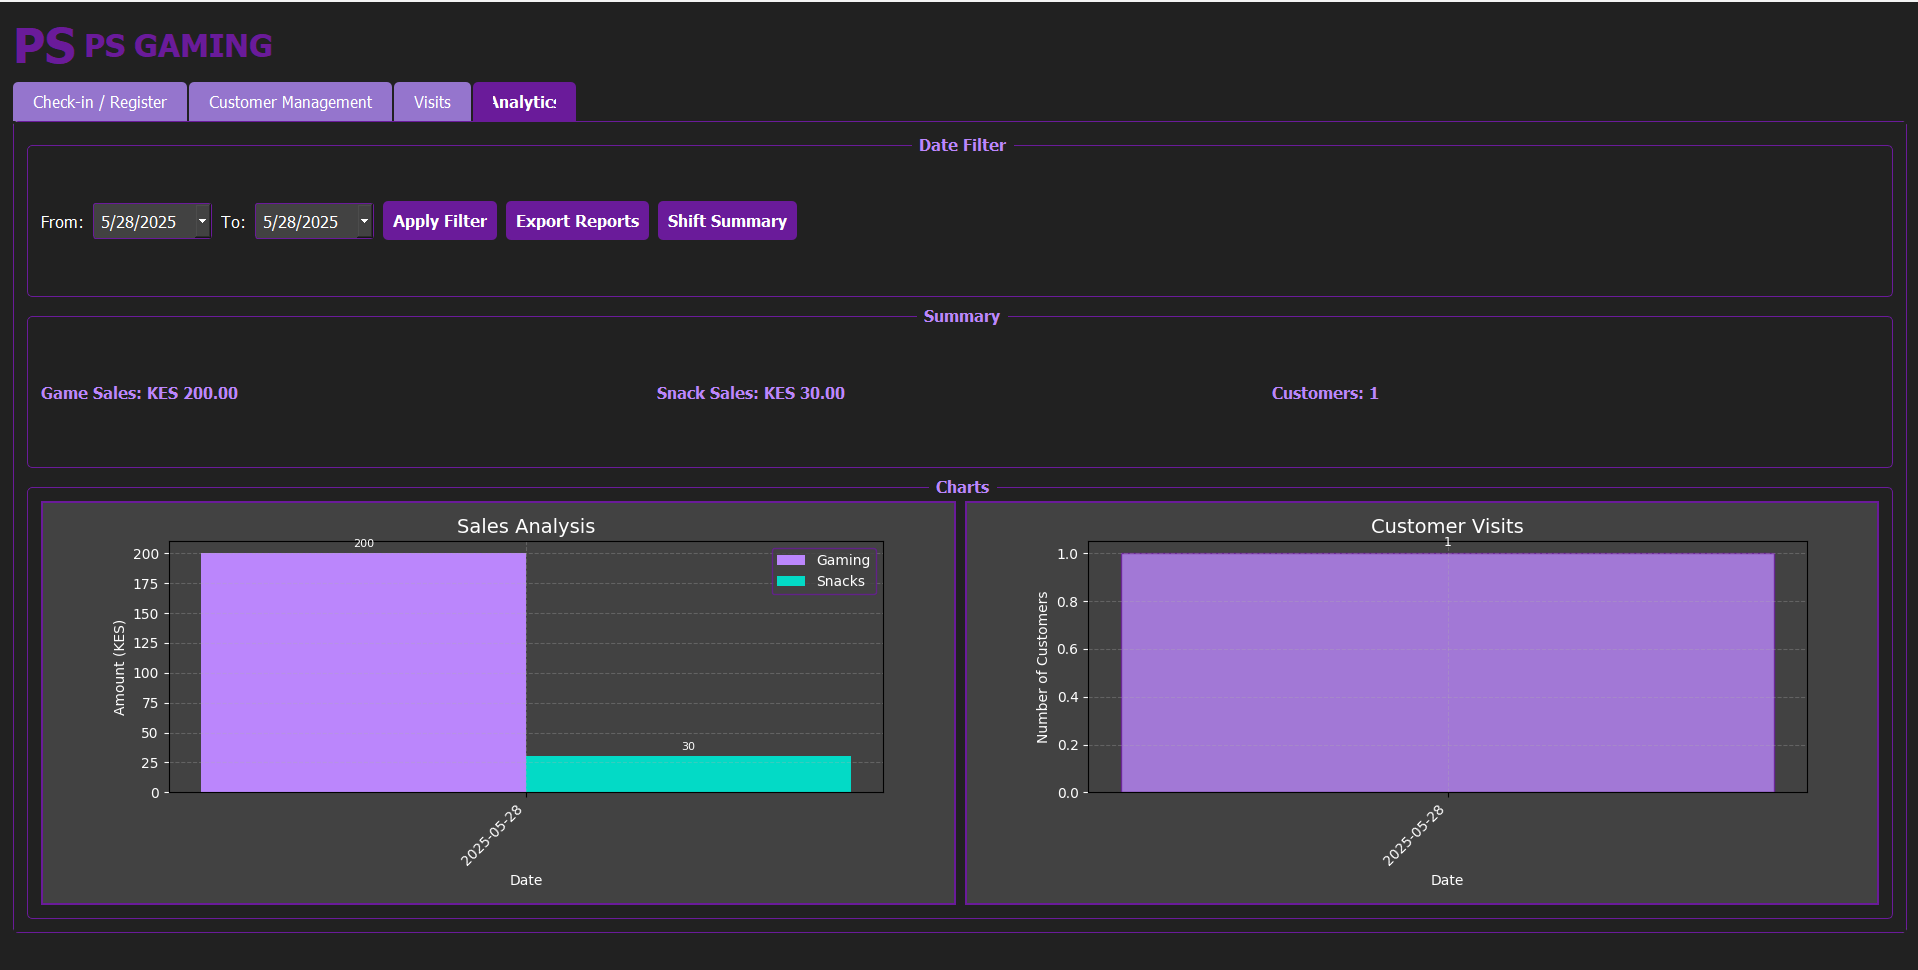 PS PS GAMING
Check-in / Register Customer Management Visits Analytics
Date Filter
From: 5/28/2025 To: 5/28/2025 Apply Filter Export Reports Shift Summary
Summary
Game Sales: KES 200.00 Snack Sales: KES 30.00 Customers: 1
Charts
Sales Analysis
200
Gaming
Snacks
200
175
150
125
100
75
50
25
0
Amount (KES)
30
2025-05-28
Date
Customer Visits
1
1.0
0.8
0.6
0.4
0.2
0.0
Number of Customers
2025-05-28
Date